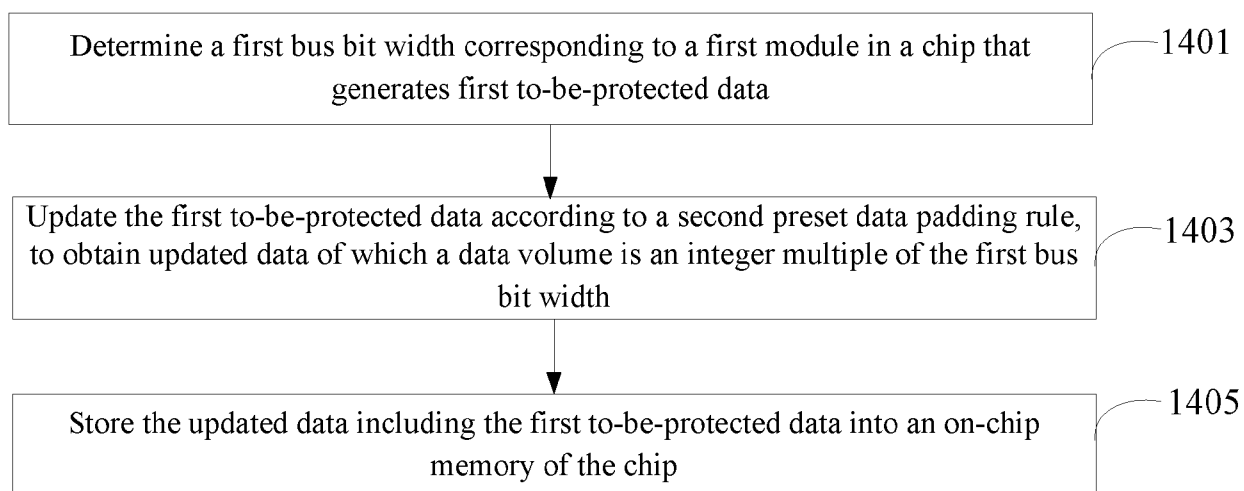 Determine a first bus bit width corresponding to a first module in a chip that
generates first to-be-protected data
1401
Update the first to-be-protected data according to a second preset data padding rule,
to obtain updated data of which a data volume is an integer multiple of the first bus
bit width
1403
Store the updated data including the first to-be-protected data into an on-chip
memory of the chip
1405